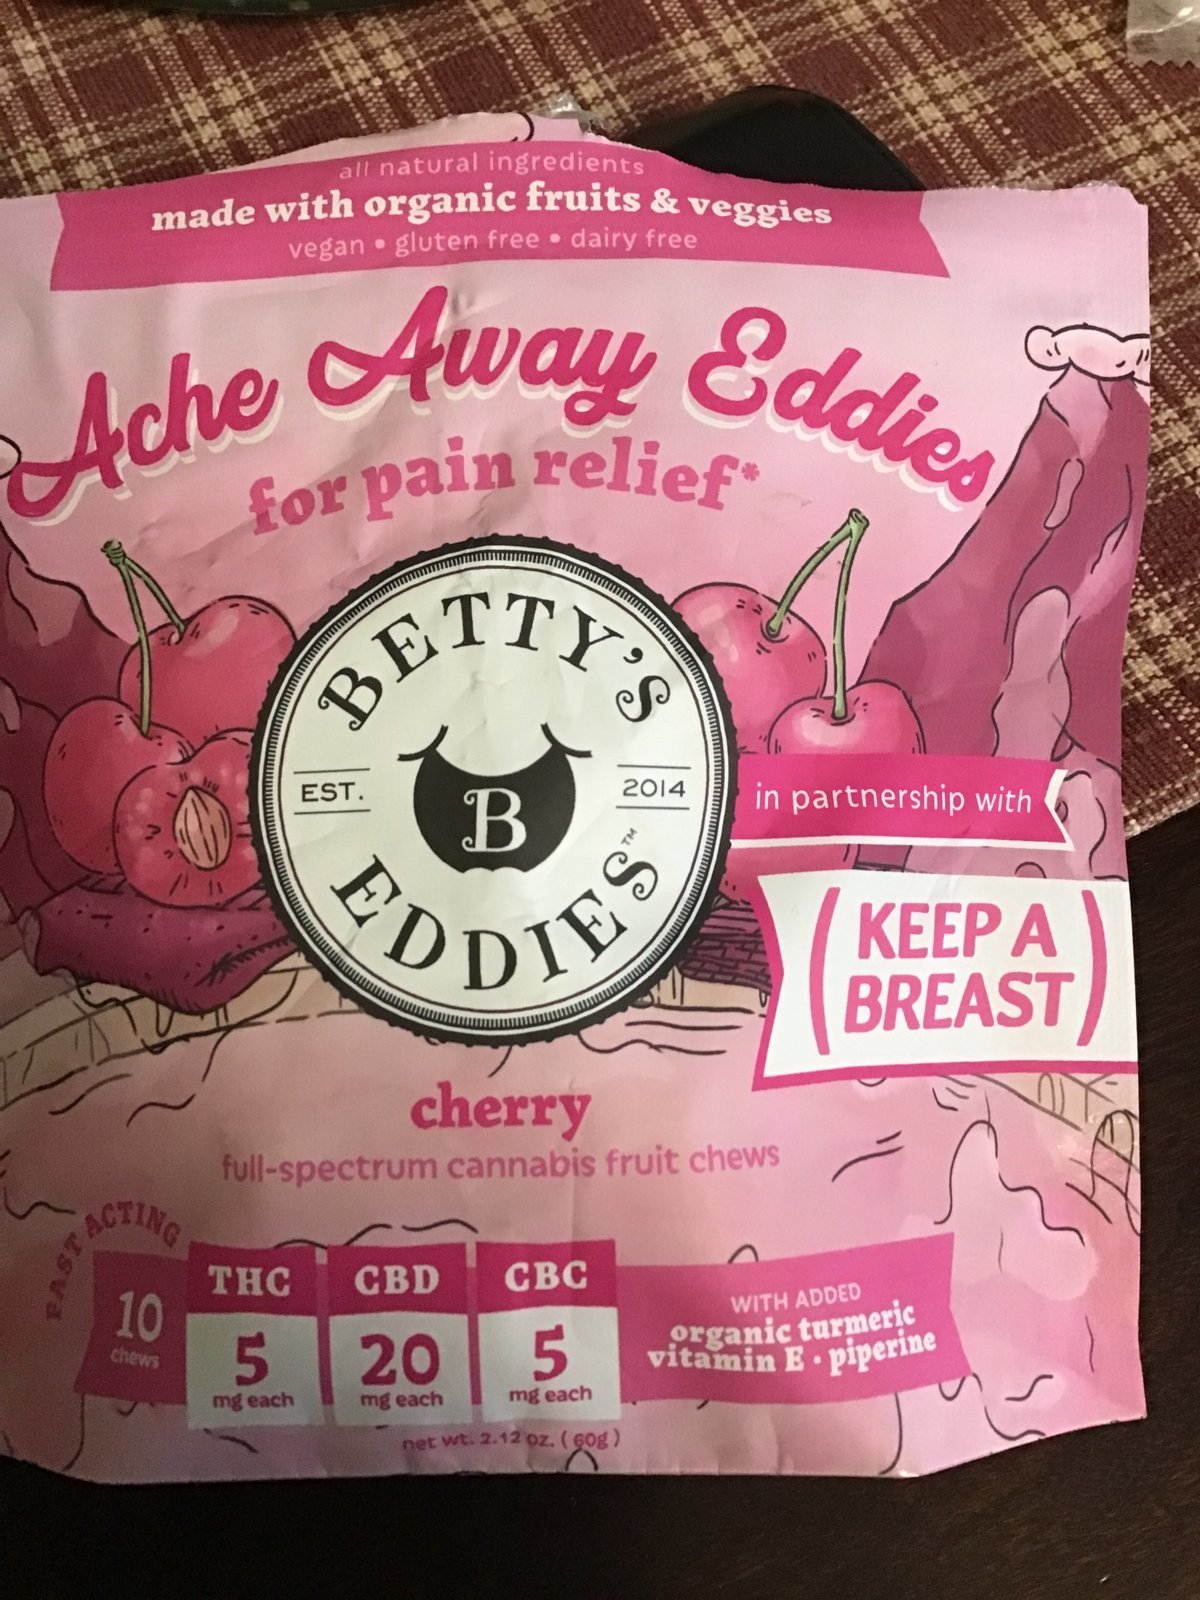 all natural ingredients
made with organic fruits & veggies
vegan • gluten free • dairy free
Ache Away Eddies
for pain relief*
BETTY'S
EST.
B
2014
EDDIES™
in partnership with
(KEEP A
BREAST)
cherry
full-spectrum cannabis fruit chews
FAST ACTING
10
chews
THC
5
mg each
CBD
20
mg each
CBC
5
mg each
WITH ADDED
organic turmeric
vitamin E · piperine
net wt. 2.12 oz. (60g)